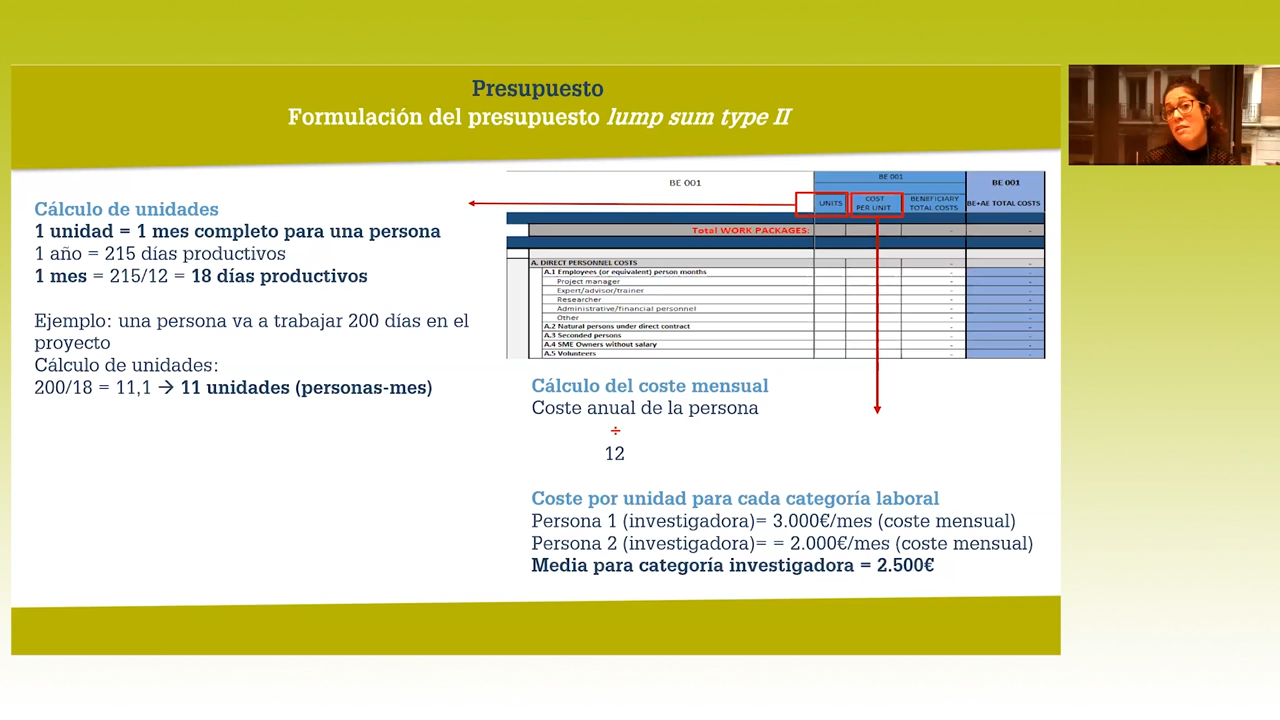 Presupuesto
Formulación del presupuesto lump sum type II
Cálculo de unidades
1 unidad = 1 mes completo para una persona
1 año = 215 días productivos
1 mes = 215/12 = 18 días productivos
Ejemplo: una persona va a trabajar 200 días en el
proyecto
Cálculo de unidades:
200/18 = 11,1 → 11 unidades (personas-mes)
BE 001
BE 001
BE 001
UNITS
COST
PER UNIT
BENEFICIARY
TOTAL COSTS
BE+AE TOTAL COSTS
Total WORK PACKAGES:
A. DIRECT PERSONNEL COSTS
A.1 Employees (or equivalent) person months
Project manager
Expert/advisor/trainer
Researcher
Administrative/financial personnel
Other
A.2 Natural persons under direct contract
A.3 Seconded persons
A.4 SME Owners without salary
A.5 Volunteers
Cálculo del coste mensual
Coste anual de la persona
÷
12
Coste por unidad para cada categoría laboral
Persona 1 (investigadora)= 3.000€/mes (coste mensual)
Persona 2 (investigadora)= = 2.000€/mes (coste mensual)
Media para categoría investigadora = 2.500€